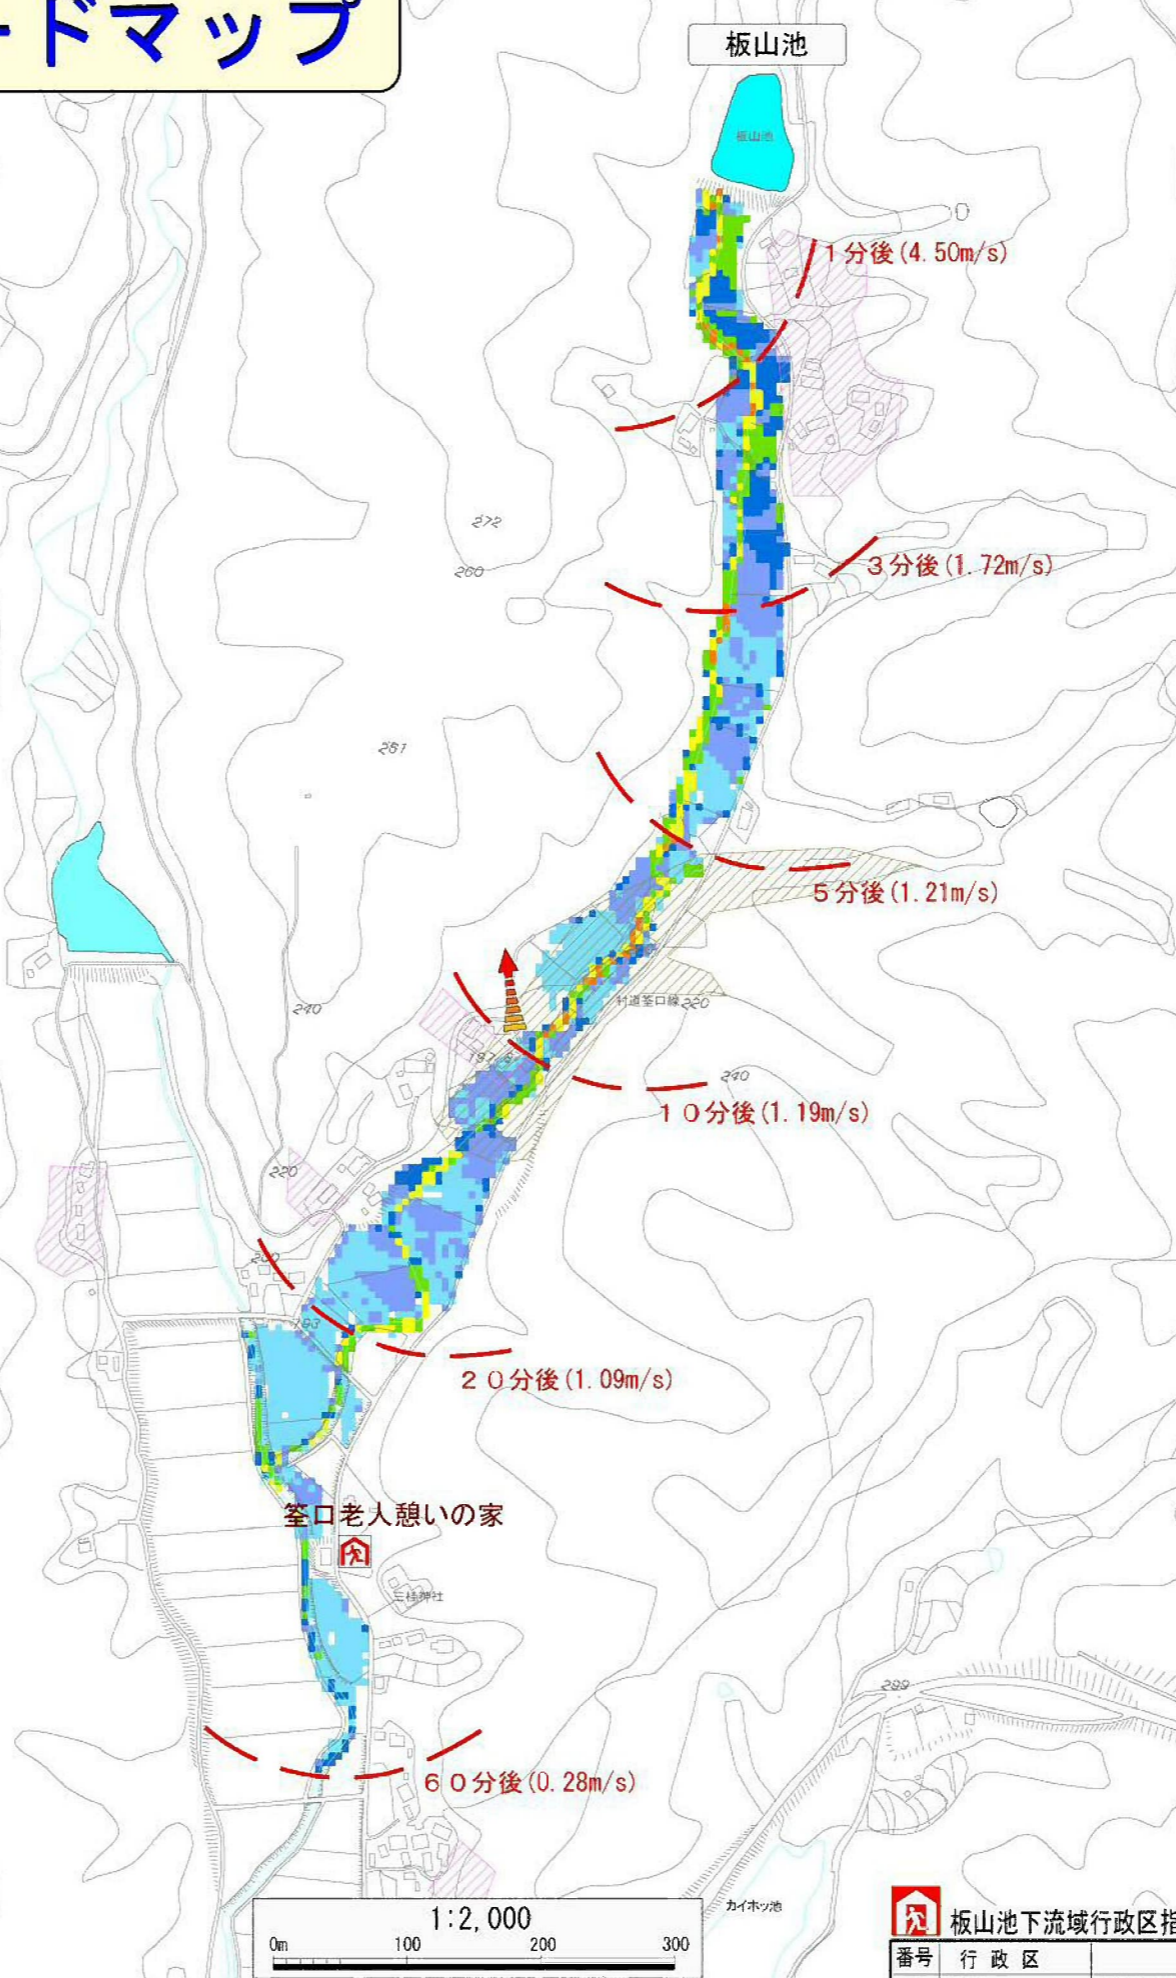 ードマップ
板山池
板山池
1分後(4.50m/s)
272
3分後(1.72m/s)
260
281
5分後(1.21m/s)
村道筌口線
220
240
240
10分後(1.19m/s)
220
200
193
20分後(1.09m/s)
筌口老人憩いの家
三柱神社
299
60分後(0.28m/s)
カイホッ池
1:2,000
0m 100 200 300
板山池下流域行政区指
番号 行政区